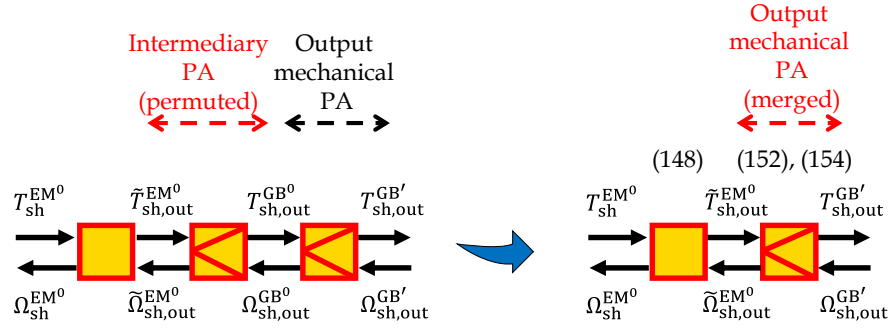 Intermediary
PA
(permuted)
Output
mechanical
PA
T_sh^EM⁰
T̃_sh,out^EM⁰
T_sh,out^GB⁰
T_sh,out^GB′
Ω_sh^EM⁰
Ω̃_sh,out^EM⁰
Ω_sh,out^GB⁰
Ω_sh,out^GB′
Output
mechanical
PA
(merged)
(148)
(152), (154)
T_sh^EM⁰
T̃_sh,out^EM⁰
T_sh,out^GB′
Ω_sh^EM⁰
Ω̃_sh,out^EM⁰
Ω_sh,out^GB′